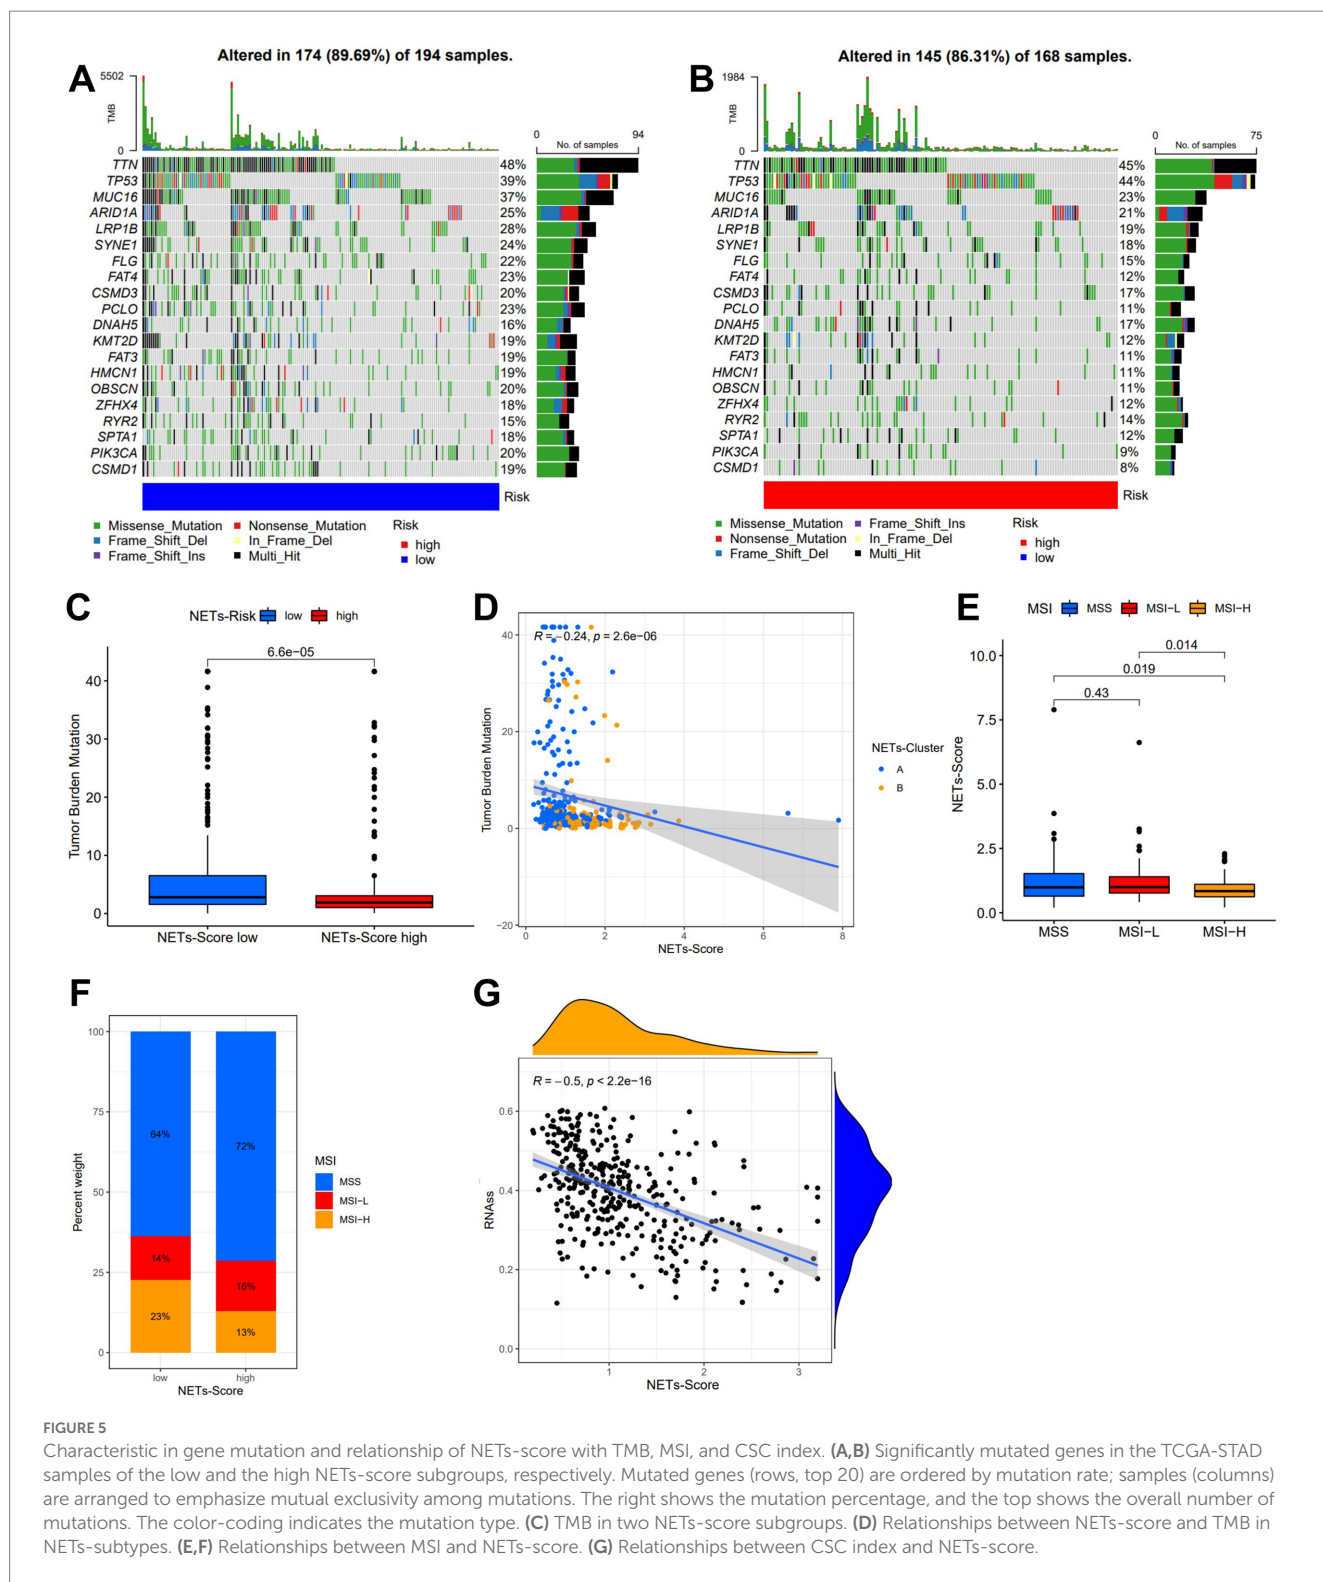 A
Altered in 174 (89.69%) of 194 samples.
5502
TMB
0
0
94
No. of samples
TTN 48%
TP53 39%
MUC16 37%
ARID1A 25%
LRP1B 28%
SYNE1 24%
FLG 22%
FAT4 23%
CSMD3 20%
PCLO 23%
DNAH5 16%
KMT2D 19%
FAT3 19%
HMCN1 19%
OBSCN 20%
ZFHX4 18%
RYR2 15%
SPTA1 18%
PIK3CA 20%
CSMD1 19%
Risk
Missense_Mutation
Frame_Shift_Del
Frame_Shift_Ins
Nonsense_Mutation
In_Frame_Del
Multi_Hit
Risk
high
low
B
Altered in 145 (86.31%) of 168 samples.
1984
TMB
0
0
75
No. of samples
TTN 45%
TP53 44%
MUC16 23%
ARID1A 21%
LRP1B 19%
SYNE1 18%
FLG 15%
FAT4 12%
CSMD3 17%
PCLO 11%
DNAH5 17%
KMT2D 12%
FAT3 11%
HMCN1 11%
OBSCN 11%
ZFHX4 12%
RYR2 14%
SPTA1 12%
PIK3CA 9%
CSMD1 8%
Risk
Missense_Mutation
Nonsense_Mutation
Frame_Shift_Del
Frame_Shift_Ins
In_Frame_Del
Multi_Hit
Risk
high
low
C
NETs-Risk low high
6.6e-05
Tumor Burden Mutation
40
30
20
10
0
NETs-Score low
NETs-Score high
D
R = −0.24, p = 2.6e-06
Tumor Burden Mutation
40
20
0
−20
0
2
4
6
8
NETs-Score
NETs-Cluster
A
B
E
MSI MSS MSI-L MSI-H
0.014
0.019
0.43
NETs-Score
10.0
7.5
5.0
2.5
0.0
MSS
MSI-L
MSI-H
F
Percent weight
100
75
50
25
0
64%
14%
23%
72%
16%
13%
low
high
NETs-Score
MSI
MSS
MSI-L
MSI-H
G
R = −0.5, p < 2.2e-16
RNAss
0.6
0.4
0.2
0.0
1
2
3
NETs-Score
FIGURE 5
Characteristic in gene mutation and relationship of NETs-score with TMB, MSI, and CSC index. (A,B) Significantly mutated genes in the TCGA-STAD
samples of the low and the high NETs-score subgroups, respectively. Mutated genes (rows, top 20) are ordered by mutation rate; samples (columns)
are arranged to emphasize mutual exclusivity among mutations. The right shows the mutation percentage, and the top shows the overall number of
mutations. The color-coding indicates the mutation type. (C) TMB in two NETs-score subgroups. (D) Relationships between NETs-score and TMB in
NETs-subtypes. (E,F) Relationships between MSI and NETs-score. (G) Relationships between CSC index and NETs-score.